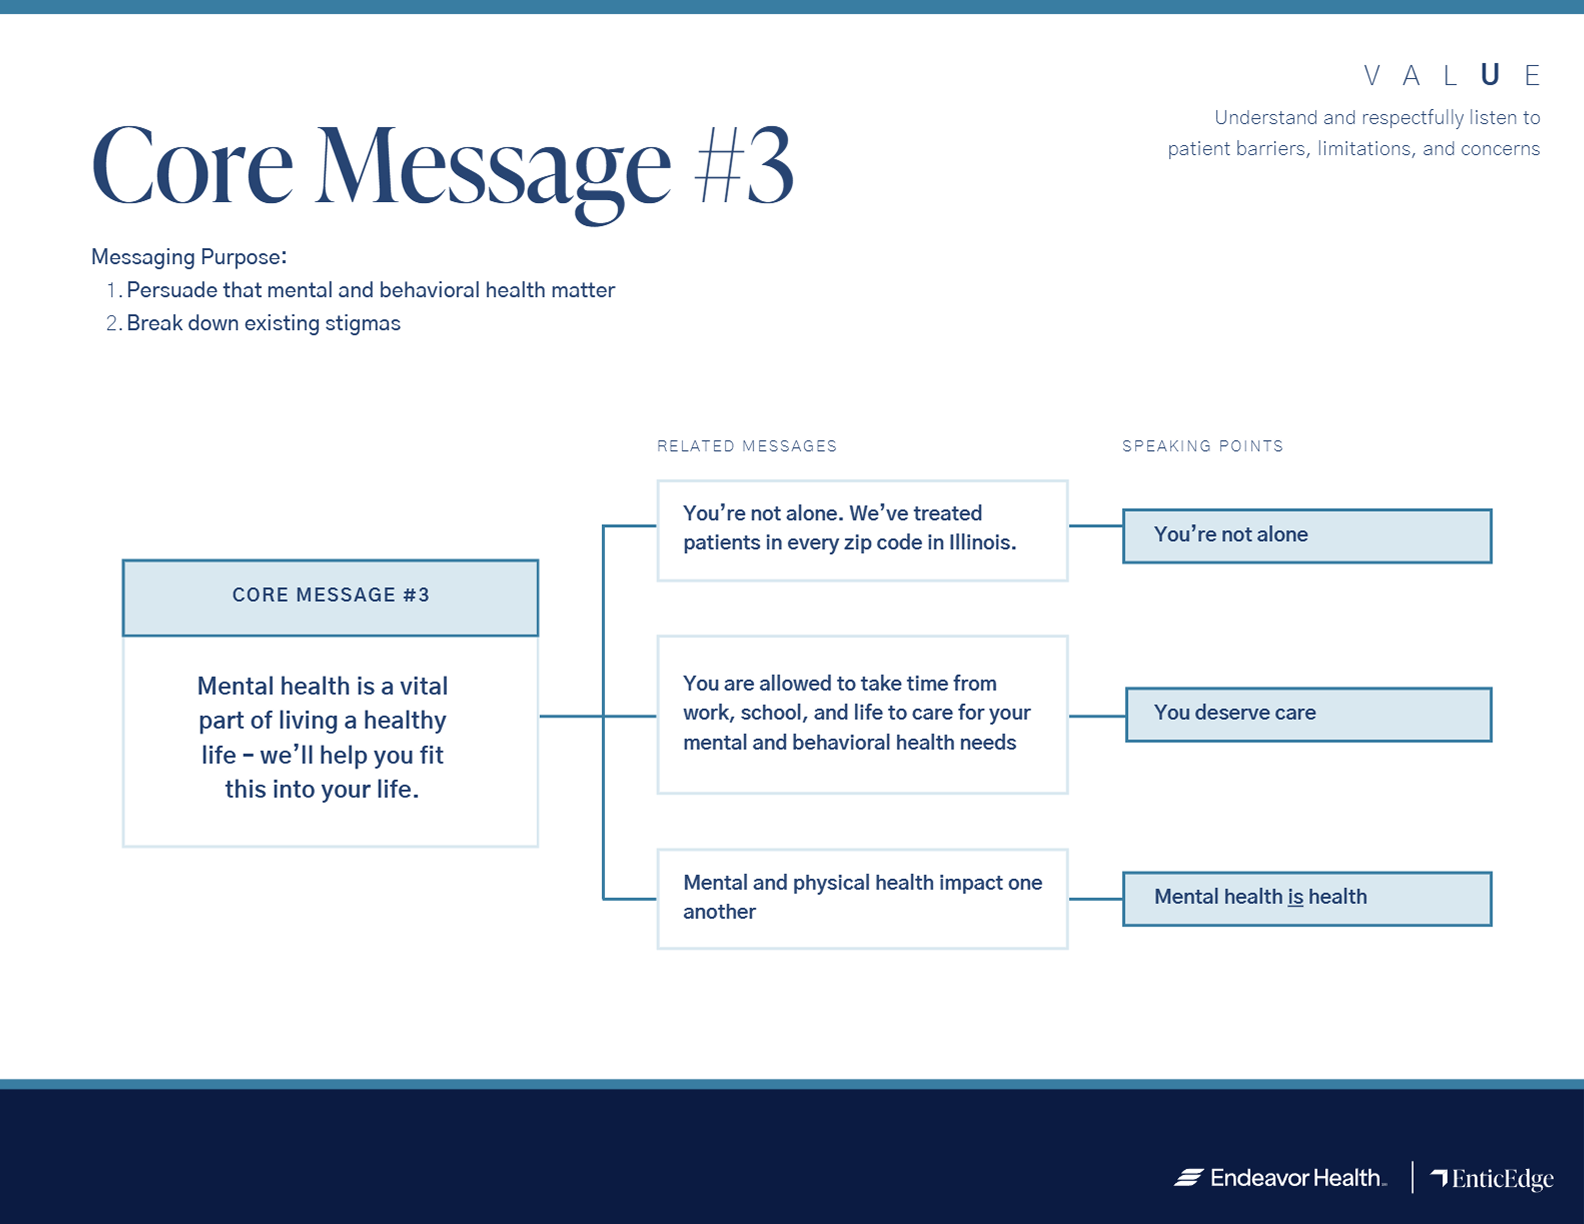 V A L U E
Understand and respectfully listen to
patient barriers, limitations, and concerns
Core Message #3
Messaging Purpose:
1. Persuade that mental and behavioral health matter
2. Break down existing stigmas
RELATED MESSAGES
SPEAKING POINTS
CORE MESSAGE #3
Mental health is a vital
part of living a healthy
life – we’ll help you fit
this into your life.
You’re not alone. We’ve treated
patients in every zip code in Illinois.
You’re not alone
You are allowed to take time from
work, school, and life to care for your
mental and behavioral health needs
You deserve care
Mental and physical health impact one
another
Mental health is health
Endeavor Health
EnticEdge